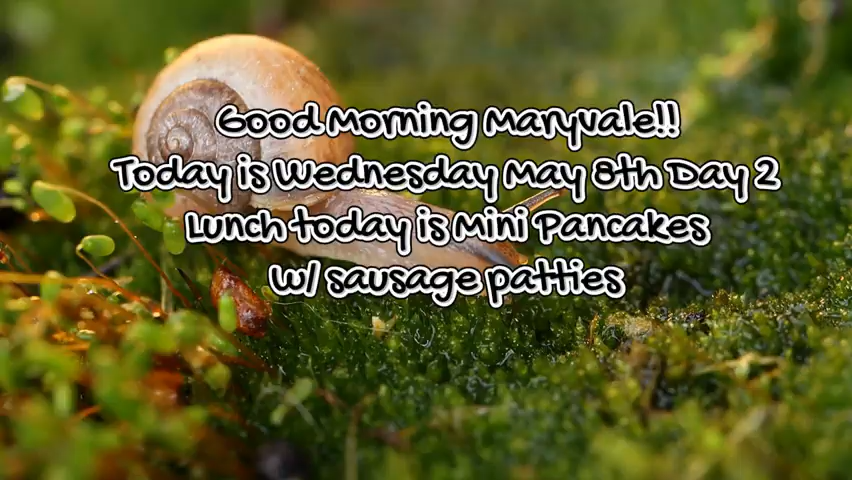 Good Morning Maryvale!!
Today is Wednesday May 8th Day 2
Lunch today is Mini Pancakes
w/ sausage patties